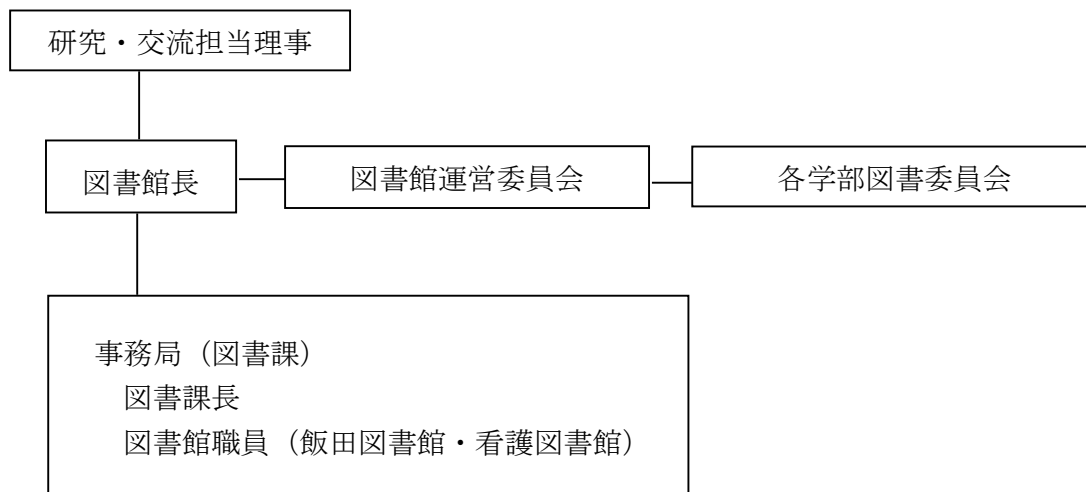 研究・交流担当理事
図書館長
図書館運営委員会
各学部図書委員会
事務局（図書課）
図書課長
図書館職員（飯田図書館・看護図書館）